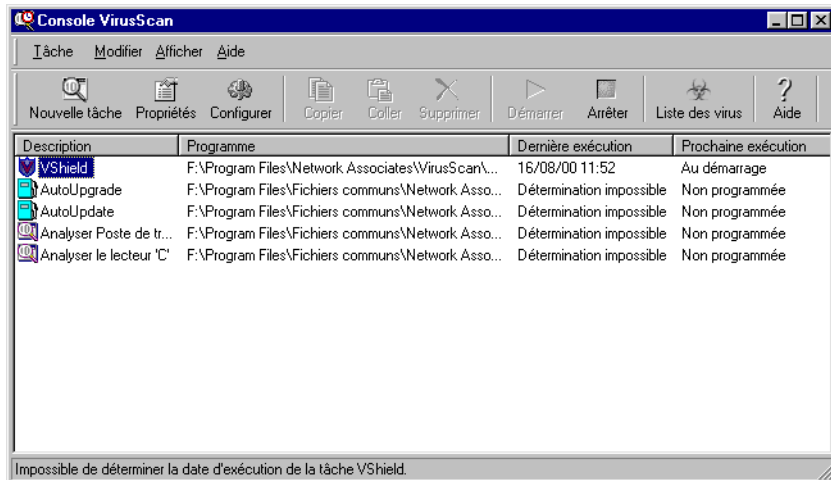 Console VirusScan
Tâche Modifier Afficher Aide
Nouvelle tâche Propriétés Configurer Copier Coller Supprimer Démarrer Arrêter Liste des virus Aide
Description Programme Dernière exécution Prochaine exécution
VShield F:\Program Files\Network Associates\VirusScan\... 16/08/00 11:52 Au démarrage
AutoUpgrade F:\Program Files\Fichiers communs\Network Asso... Détermination impossible Non programmée
AutoUpdate F:\Program Files\Fichiers communs\Network Asso... Détermination impossible Non programmée
Analyser Poste de tr... F:\Program Files\Fichiers communs\Network Asso... Détermination impossible Non programmée
Analyser le lecteur 'C' F:\Program Files\Fichiers communs\Network Asso... Détermination impossible Non programmée
Impossible de déterminer la date d'exécution de la tâche VShield.